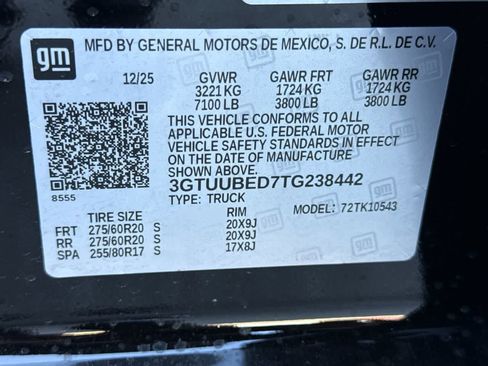 gm
MFD BY GENERAL MOTORS DE MEXICO, S. DE R.L. DE C.V.
12/25 GVWR GAWR FRT GAWR RR
3221 KG 1724 KG 1724 KG
7100 LB 3800 LB 3800 LB
THIS VEHICLE CONFORMS TO ALL
APPLICABLE U.S. FEDERAL MOTOR
VEHICLE SAFETY STANDARDS IN EFFECT
ON THE DATE OF MANUFACTURE SHOWN ABOVE.
8555
3GTUUBED7TG238442
TYPE: TRUCK MODEL: 72TK10543
TIRE SIZE RIM
FRT 275/60R20 S 20X9J
RR 275/60R20 S 20X9J
SPA 255/80R17 S 17X8J